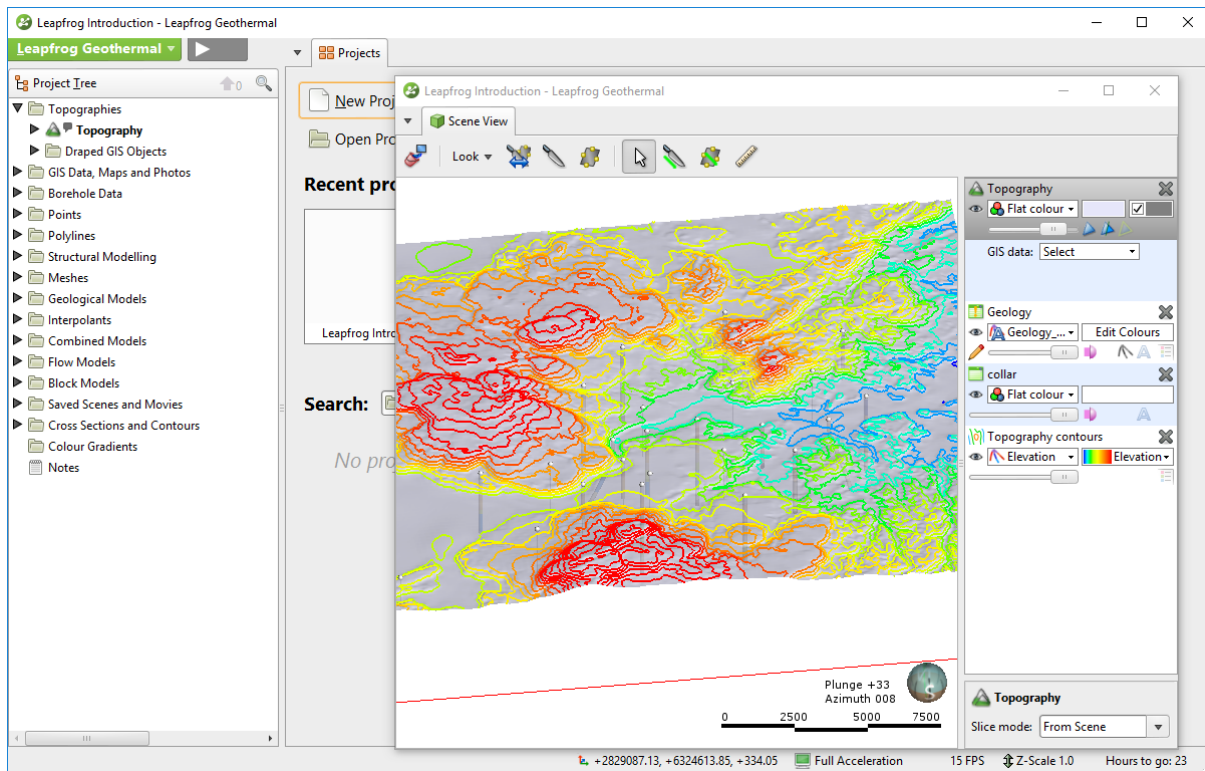 Leapfrog Introduction - Leapfrog Geothermal
Leapfrog Geothermal
Projects
Project Tree
0
Topographies
Topography
Draped GIS Objects
GIS Data, Maps and Photos
Borehole Data
Points
Polylines
Structural Modelling
Meshes
Geological Models
Interpolants
Combined Models
Flow Models
Block Models
Saved Scenes and Movies
Cross Sections and Contours
Colour Gradients
Notes
New Proj
Open Pro
Recent pro
Leapfrog Intro
Search:
No pro
Leapfrog Introduction - Leapfrog Geothermal
Scene View
Look
Plunge +33
Azimuth 008
0 2500 5000 7500
Topography
Flat colour
GIS data: Select
Geology
Geology_... Edit Colours
collar
Flat colour
Topography contours
Elevation Elevation
Topography
Slice mode: From Scene
+2829087.13, +6324613.85, +334.05 Full Acceleration 15 FPS Z-Scale 1.0 Hours to go: 23